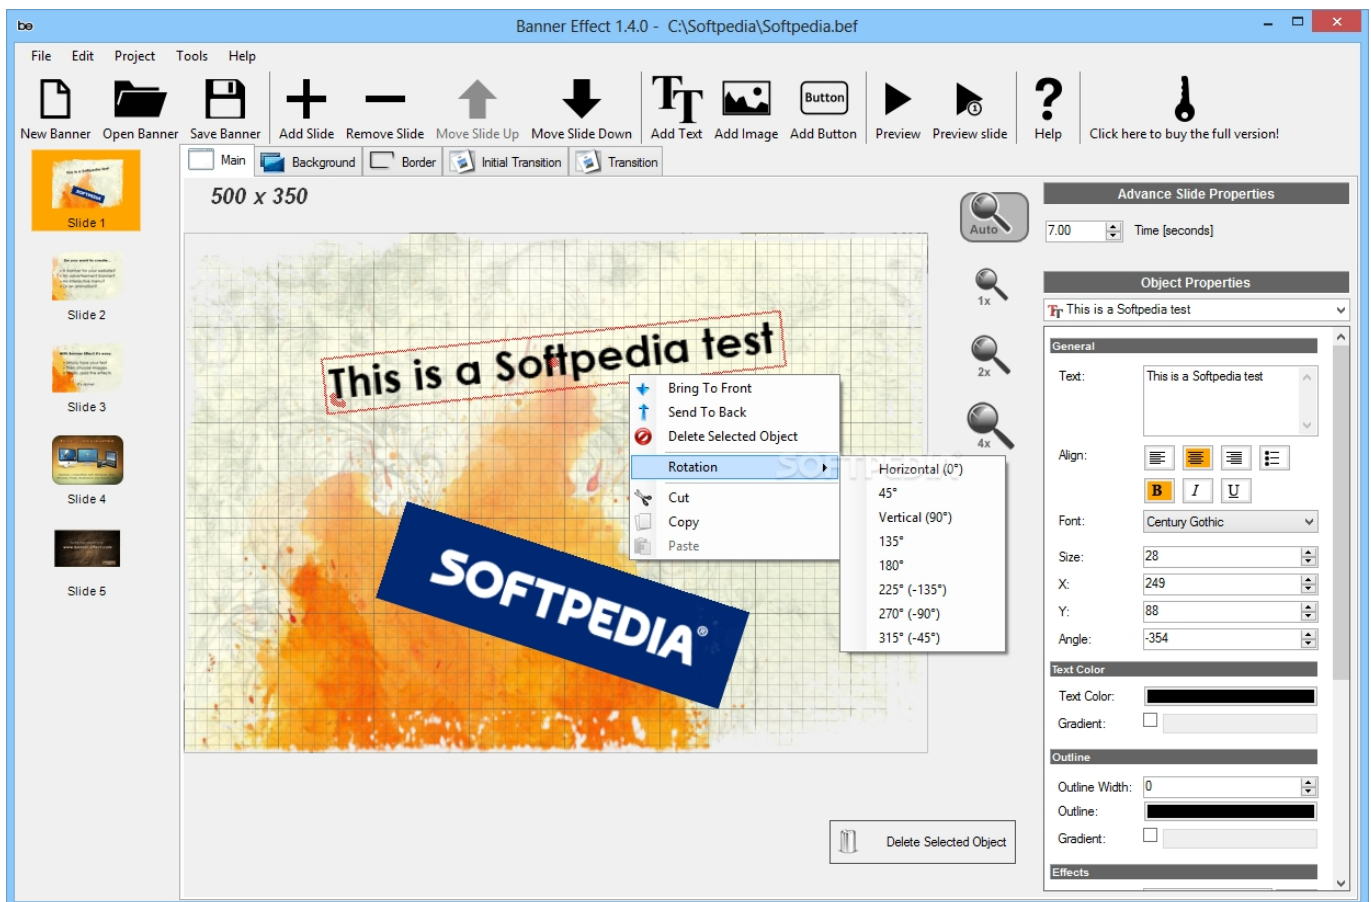 be
Banner Effect 1.4.0 - C:\Softpedia\Softpedia.bef
File Edit Project Tools Help
New Banner Open Banner Save Banner Add Slide Remove Slide Move Slide Up Move Slide Down Add Text Add Image Button Add Button Preview Preview slide Help Click here to buy the full version!
Main Background Border Initial Transition Transition
Slide 1
Slide 2
Slide 3
Slide 4
Slide 5
500 x 350
Auto
1x
2x
4x
This is a Softpedia test
SOFTPEDIA®
Bring To Front
Send To Back
Delete Selected Object
Rotation
Cut
Copy
Paste
SOFTPEDIA®
Horizontal (0°)
45°
Vertical (90°)
135°
180°
225° (-135°)
270° (-90°)
315° (-45°)
Delete Selected Object
Advance Slide Properties
7.00 Time [seconds]
Object Properties
This is a Softpedia test
General
Text: This is a Softpedia test
Align:
B I U
Font: Century Gothic
Size: 28
X: 249
Y: 88
Angle: -354
Text Color
Text Color:
Gradient:
Outline
Outline Width: 0
Outline:
Gradient:
Effects